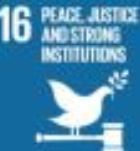 16 PEACE, JUSTICE
AND STRONG
INSTITUTIONS